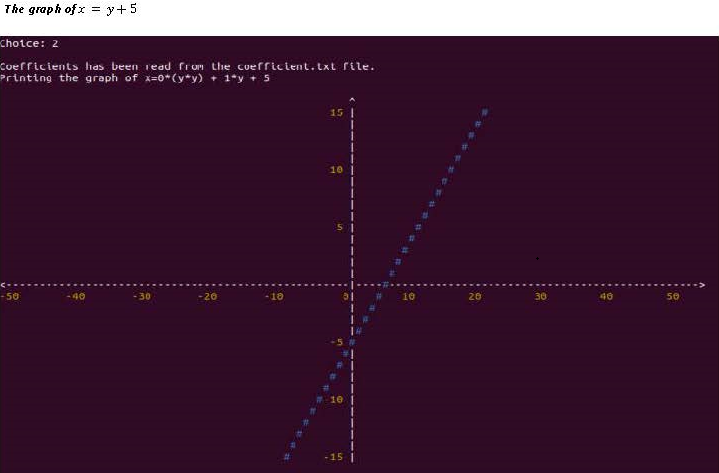 The graph of x = y + 5
Choice: 2
Coefficients has been read from the coefficient.txt file.
Printing the graph of x=0*(y*y) + 1*y + 5
15
10
5
-50 -40 -30 -20 -10 0 10 20 30 40 50
-5
-10
-15